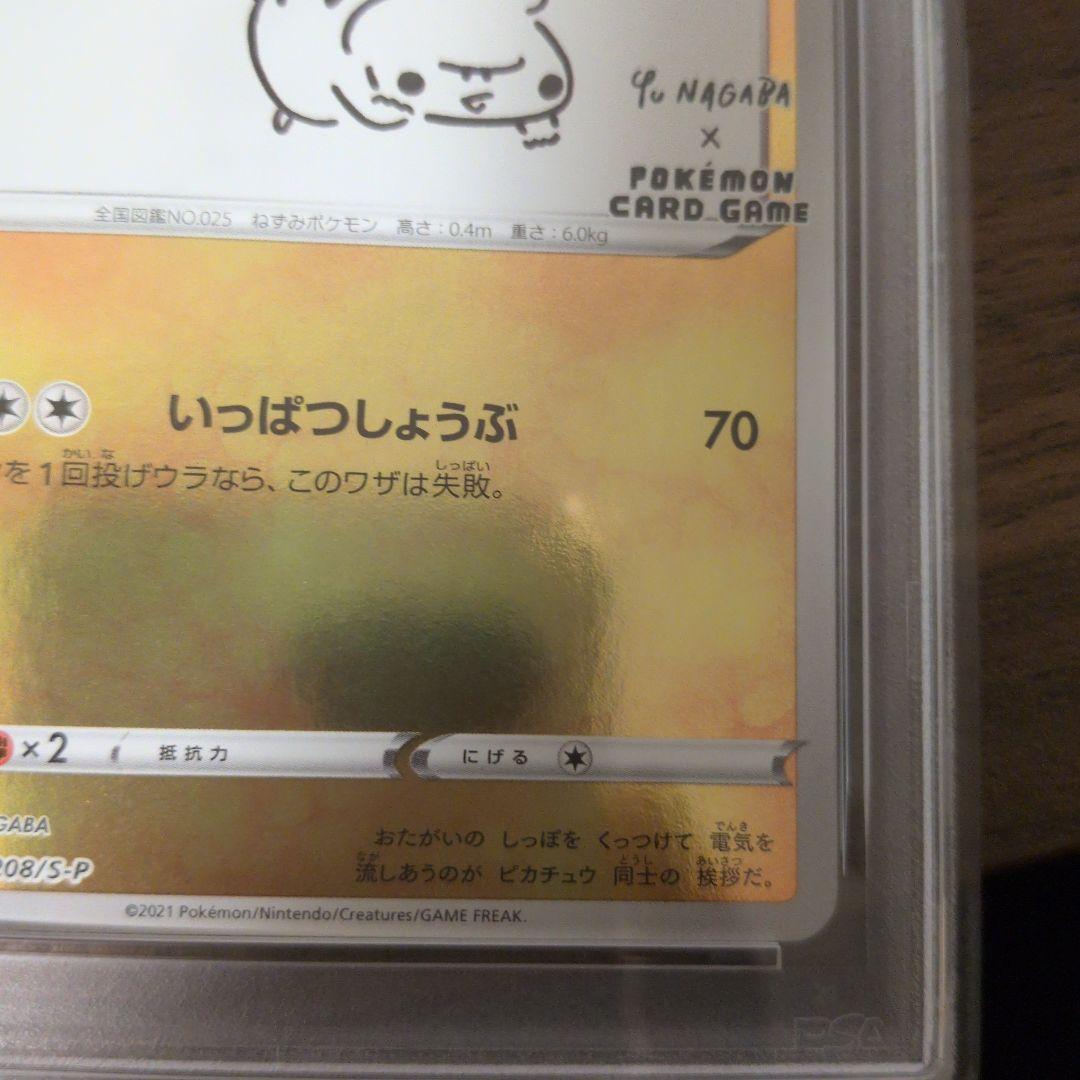 Yu NAGABA
×
POKÉMON
CARD GAME
全国図鑑NO.025 ねずみポケモン 高さ：0.4m 重さ：6.0kg
いっぱつしょうぶ 70
を１回投げウラなら、このワザは失敗。
×2 抵抗力 にげる
GABA
208/S-P
おたがいの しっぽを くっつけて 電気を
流しあうのが ピカチュウ 同士の 挨拶だ。
©2021 Pokémon/Nintendo/Creatures/GAME FREAK.
PSA